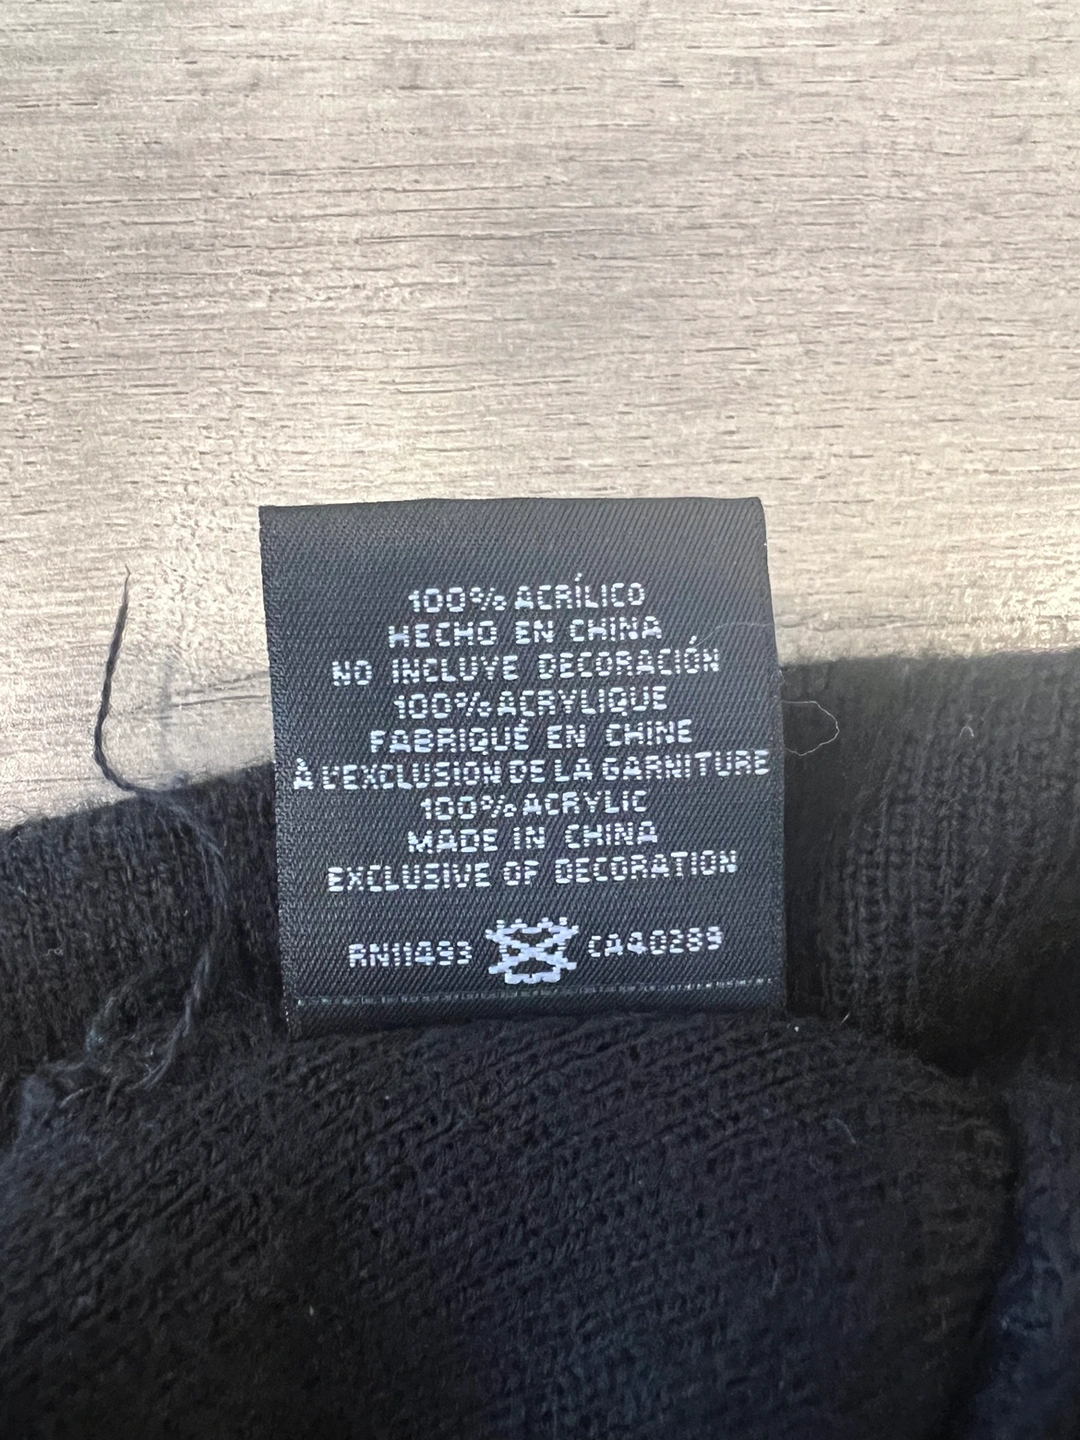 100% ACRÍLICO
HECHO EN CHINA
NO INCLUYE DECORACIÓN
100% ACRYLIQUE
FABRIQUÉ EN CHINE
À L'EXCLUSION DE LA GARNITURE
100% ACRYLIC
MADE IN CHINA
EXCLUSIVE OF DECORATION
RN11493 CA40289